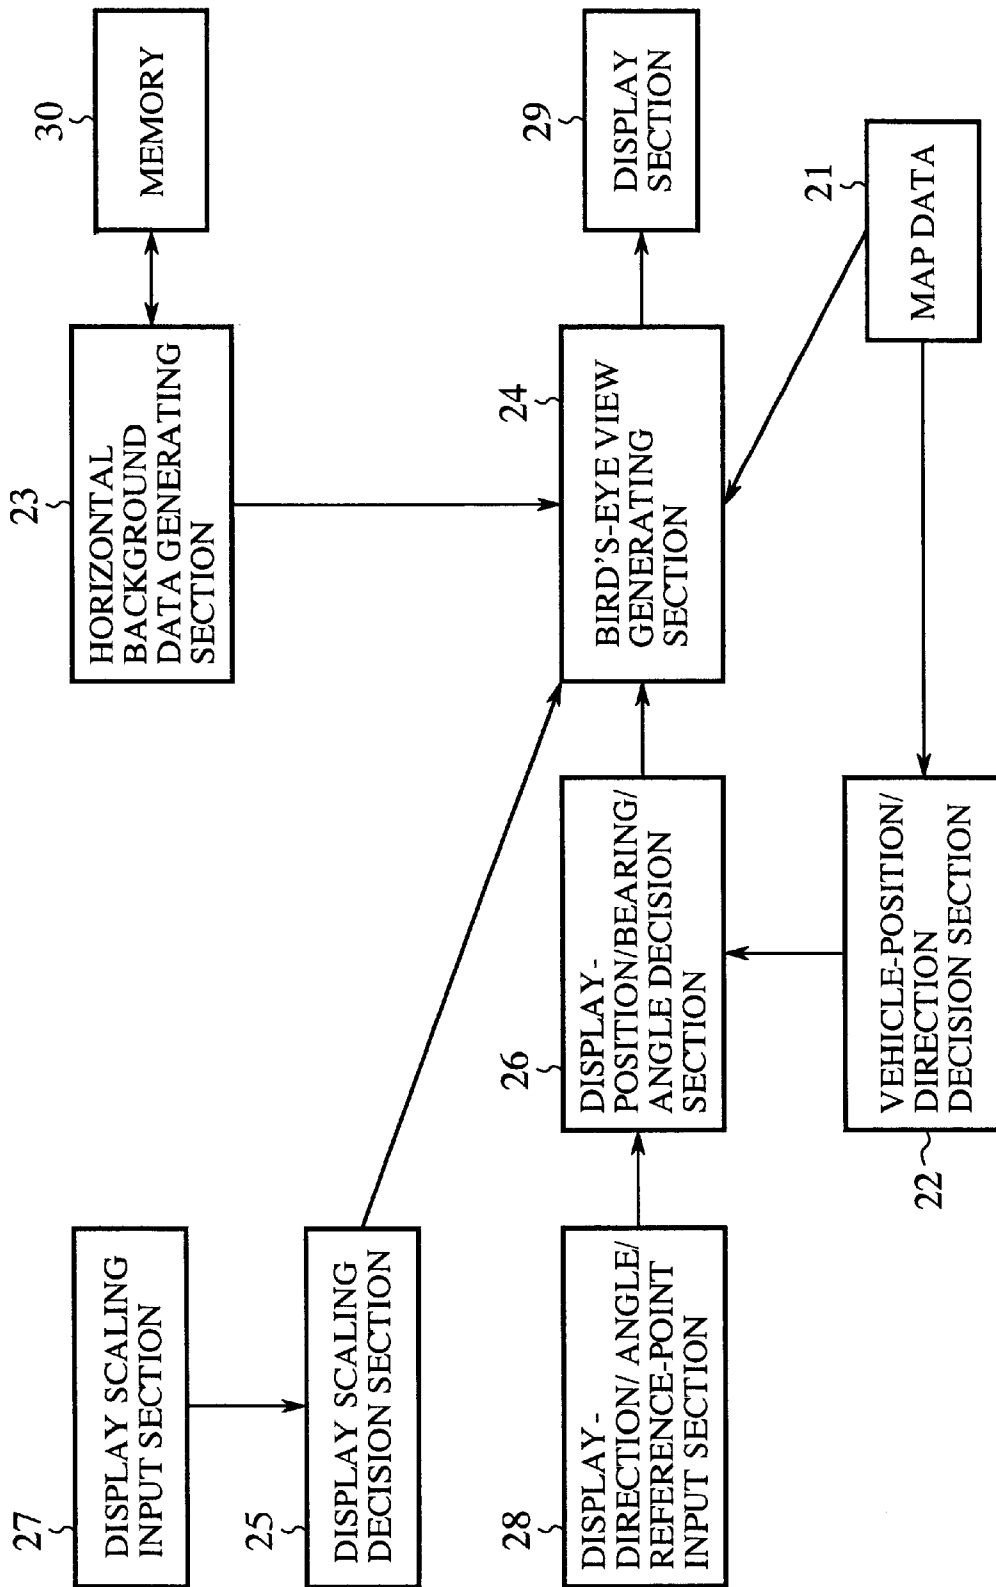 27
DISPLAY SCALING
INPUT SECTION
25
DISPLAY SCALING
DECISION SECTION
28
DISPLAY-
DIRECTION/ ANGLE/
REFERENCE-POINT
INPUT SECTION
23
HORIZONTAL
BACKGROUND
DATA GENERATING
SECTION
30
MEMORY
26
DISPLAY-
POSITION/BEARING/
ANGLE DECISION
SECTION
24
BIRD'S-EYE VIEW
GENERATING
SECTION
29
DISPLAY
SECTION
22
VEHICLE-POSITION/
DIRECTION
DECISION SECTION
21
MAP DATA